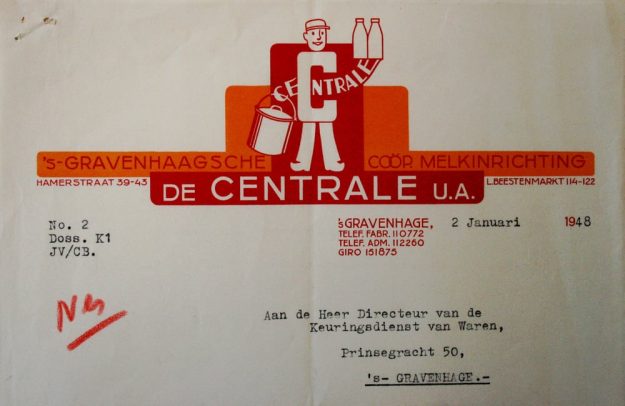 CENTRALE
'S-GRAVENHAAGSCHE COÖP. MELKINRICHTING
HAMERSTRAAT 39-43 DE CENTRALE U.A. L.BEESTENMARKT 114-122
No. 2
Doss. K1
JV/CB.
'S GRAVENHAGE, 2 Januari 1948
TELEF. FABR. 110772
TELEF. ADM. 112260
GIRO 151875
Aan de Heer Directeur van de
Keuringsdienst van Waren,
Prinsegracht 50,
's- GRAVENHAGE.-